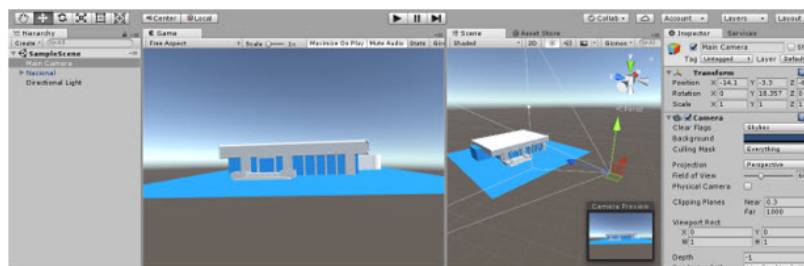 Center Local Collab Account Layers Layout
Hierarchy
Create
SampleScene
Main Camera
Nacional
Directional Light
Game
Free Aspect Scale Maximize On Play Mute Audio Stats
Scene Asset Store
Shaded 2D Gizmos
Persp
Camera Preview
Inspector Services
Main Camera
Tag Untagged Layer Default
Transform
Position X -14.1 Y -3.3 Z
Rotation X 0 Y 18.357 Z
Scale X 1 Y 1 Z
Camera
Clear Flags Skybox
Background
Culling Mask Everything
Projection Perspective
Field of View
Physical Camera
Clipping Planes Near 0.3
Far 1000
Viewport Rect
X 0 Y 0
W 1 H 1
Depth -1